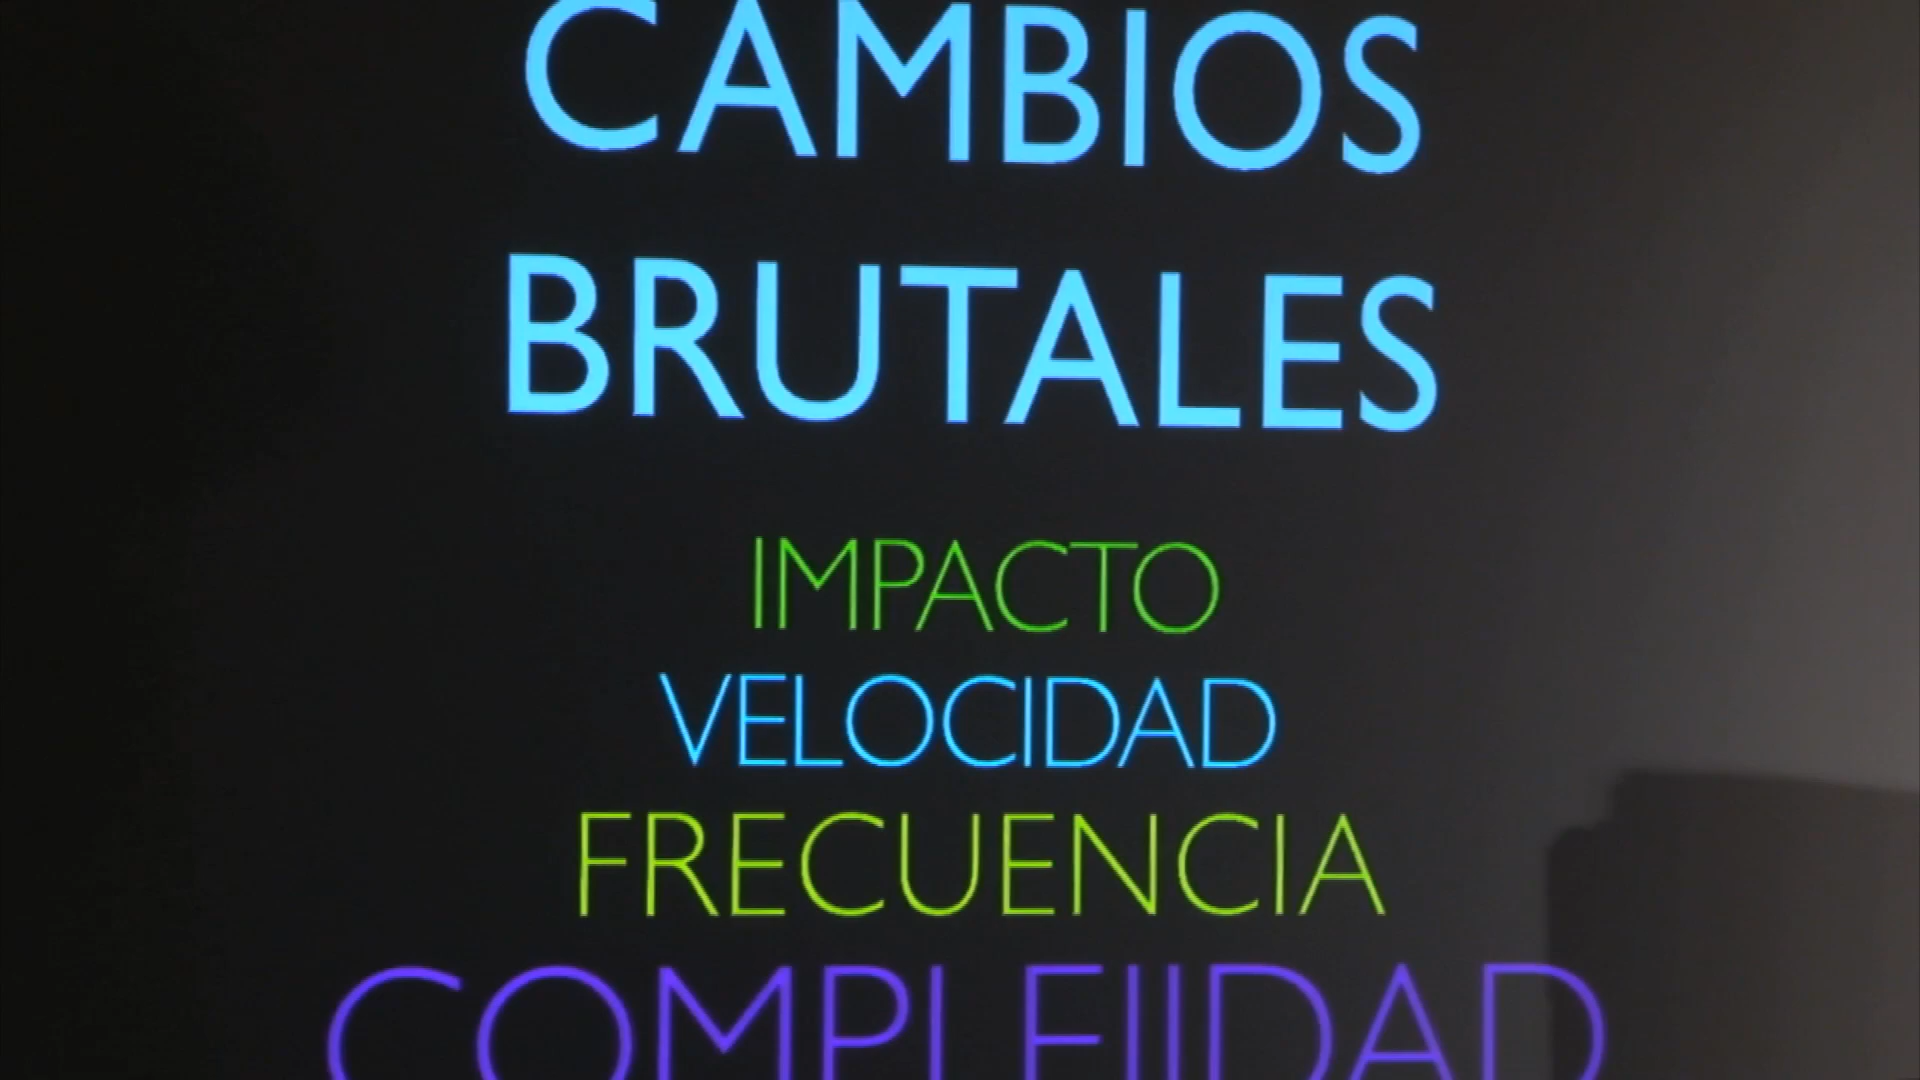 CAMBIOS
BRUTALES
IMPACTO
VELOCIDAD
FRECUENCIA
COMPLEJIDAD